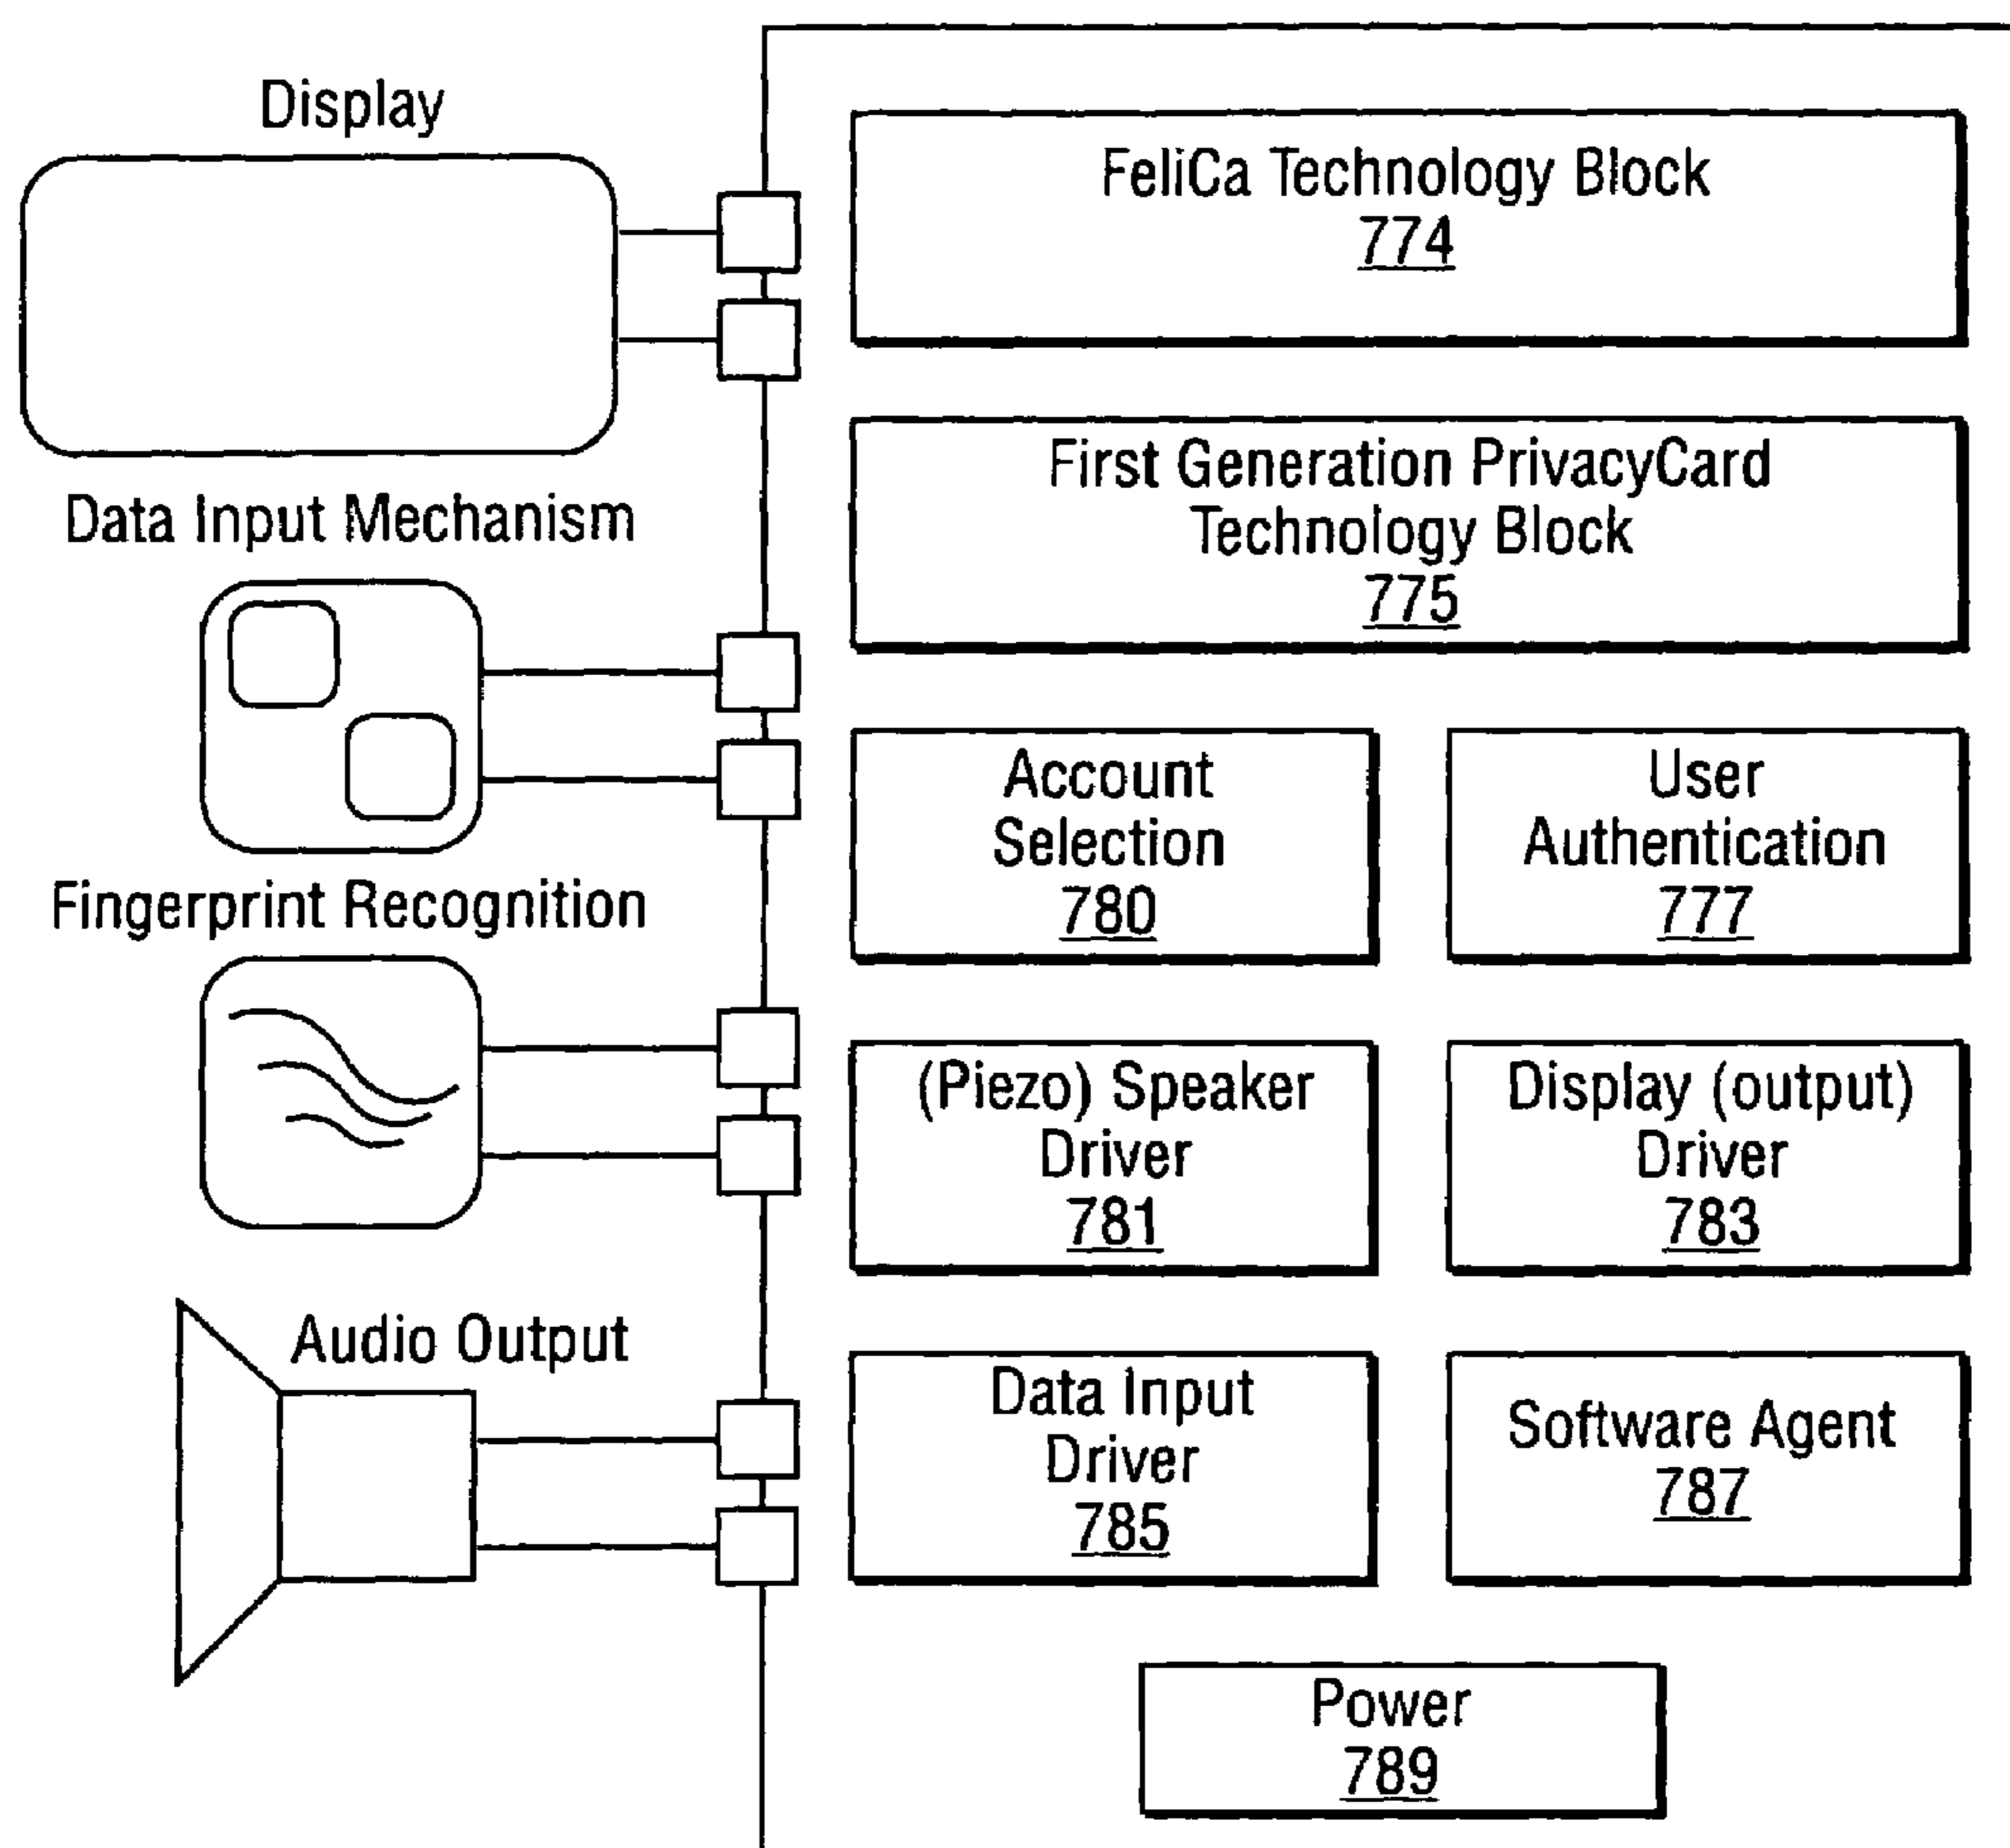 Display
Data Input Mechanism
Fingerprint Recognition
Audio Output
FeliCa Technology Block
774
First Generation PrivacyCard
Technology Block
775
Account
Selection
780
User
Authentication
777
(Piezo) Speaker
Driver
781
Display (output)
Driver
783
Data Input
Driver
785
Software Agent
787
Power
789